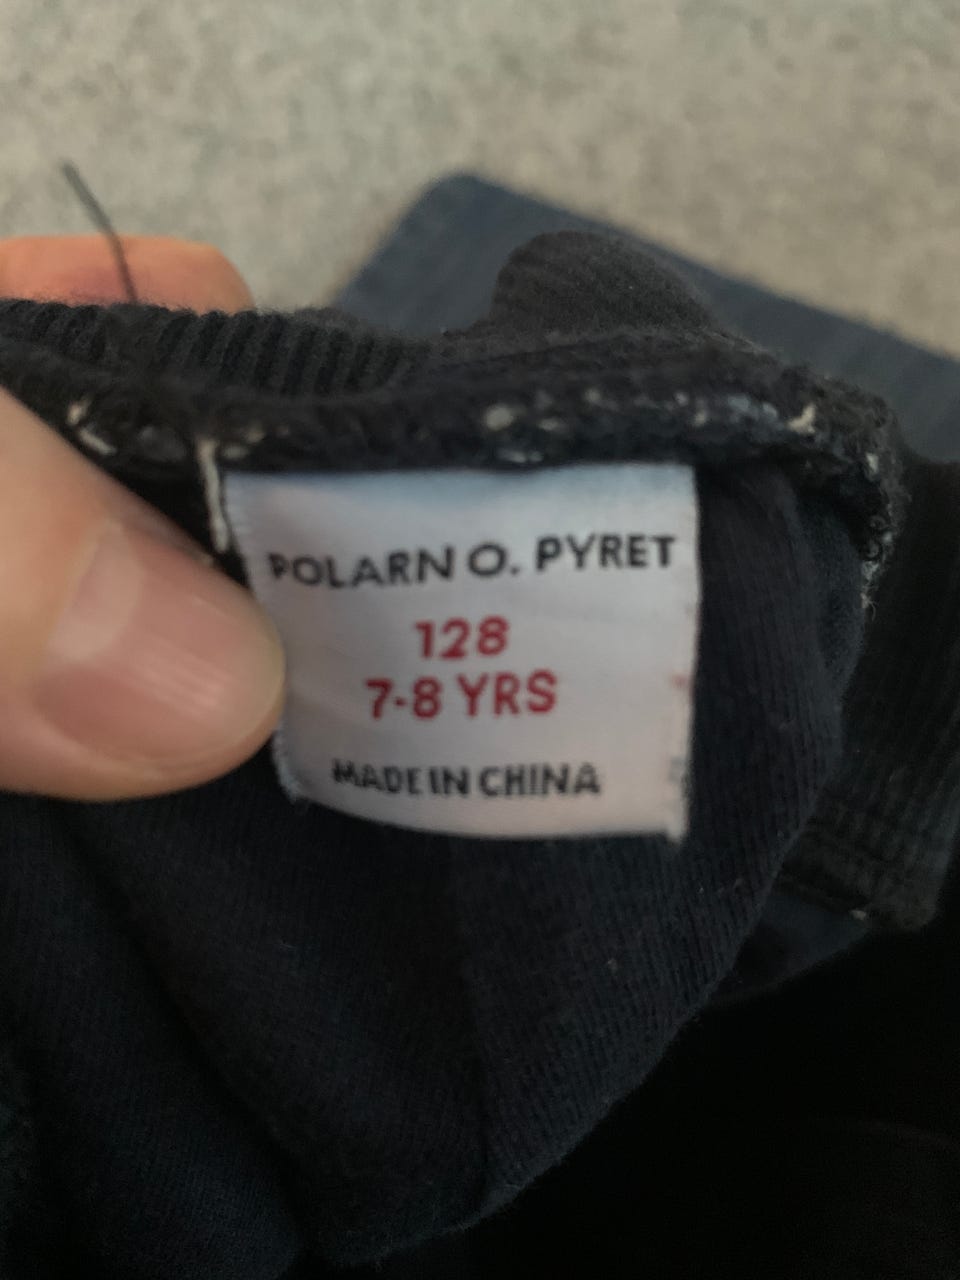 POLARN O. PYRET
128
7-8 YRS
MADE IN CHINA